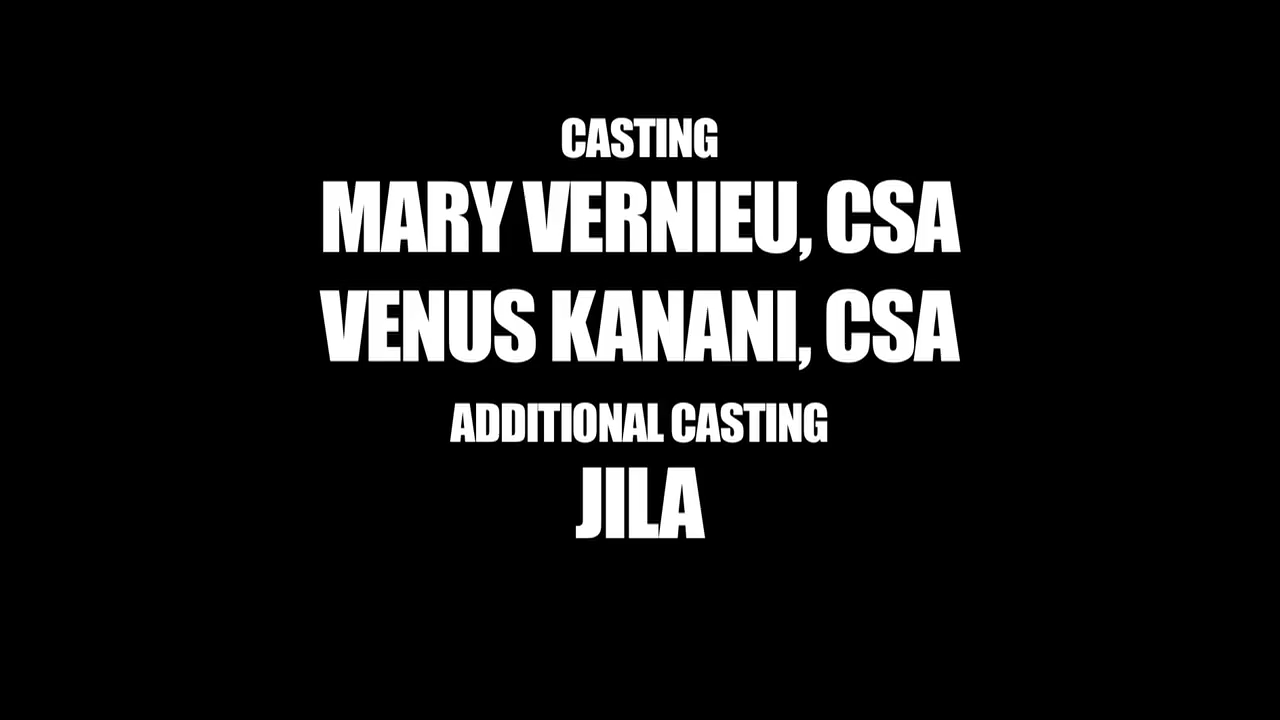 CASTING
MARY VERNIEU, CSA
VENUS KANANI, CSA
ADDITIONAL CASTING
JILA